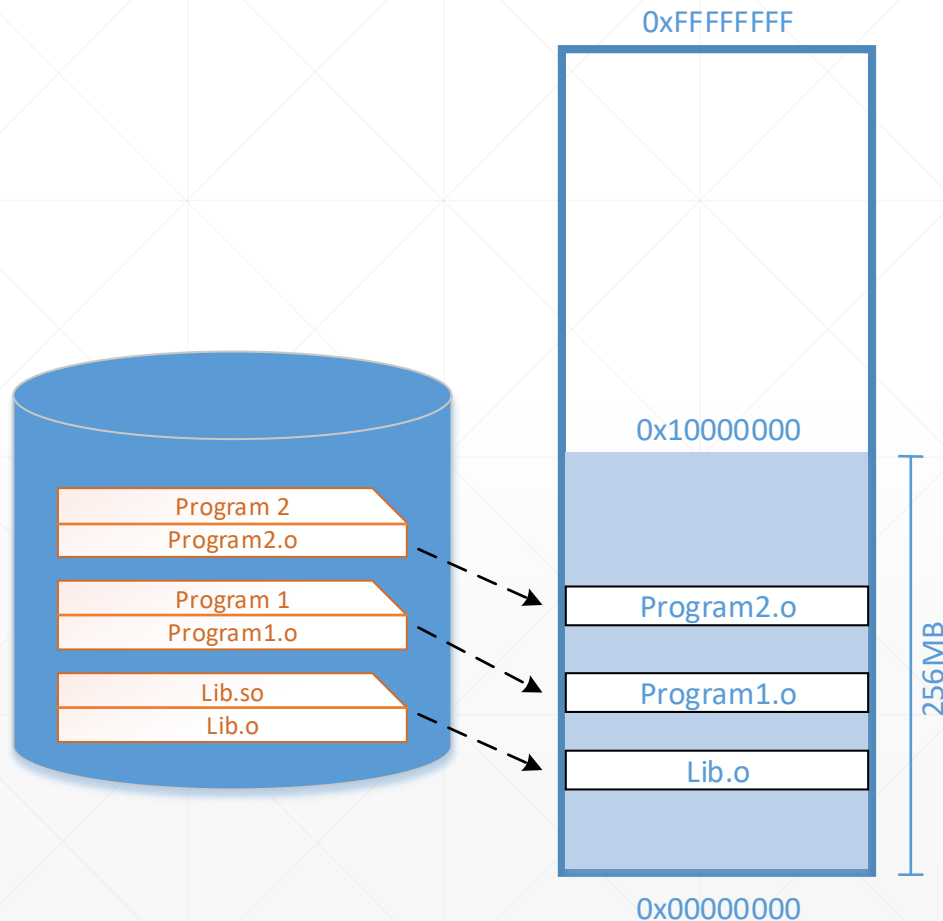 0xFFFFFFFF
0x10000000
Program 2
Program2.o
Program 1
Program1.o
Lib.so
Lib.o
Program2.o
Program1.o
Lib.o
256MB
0x00000000